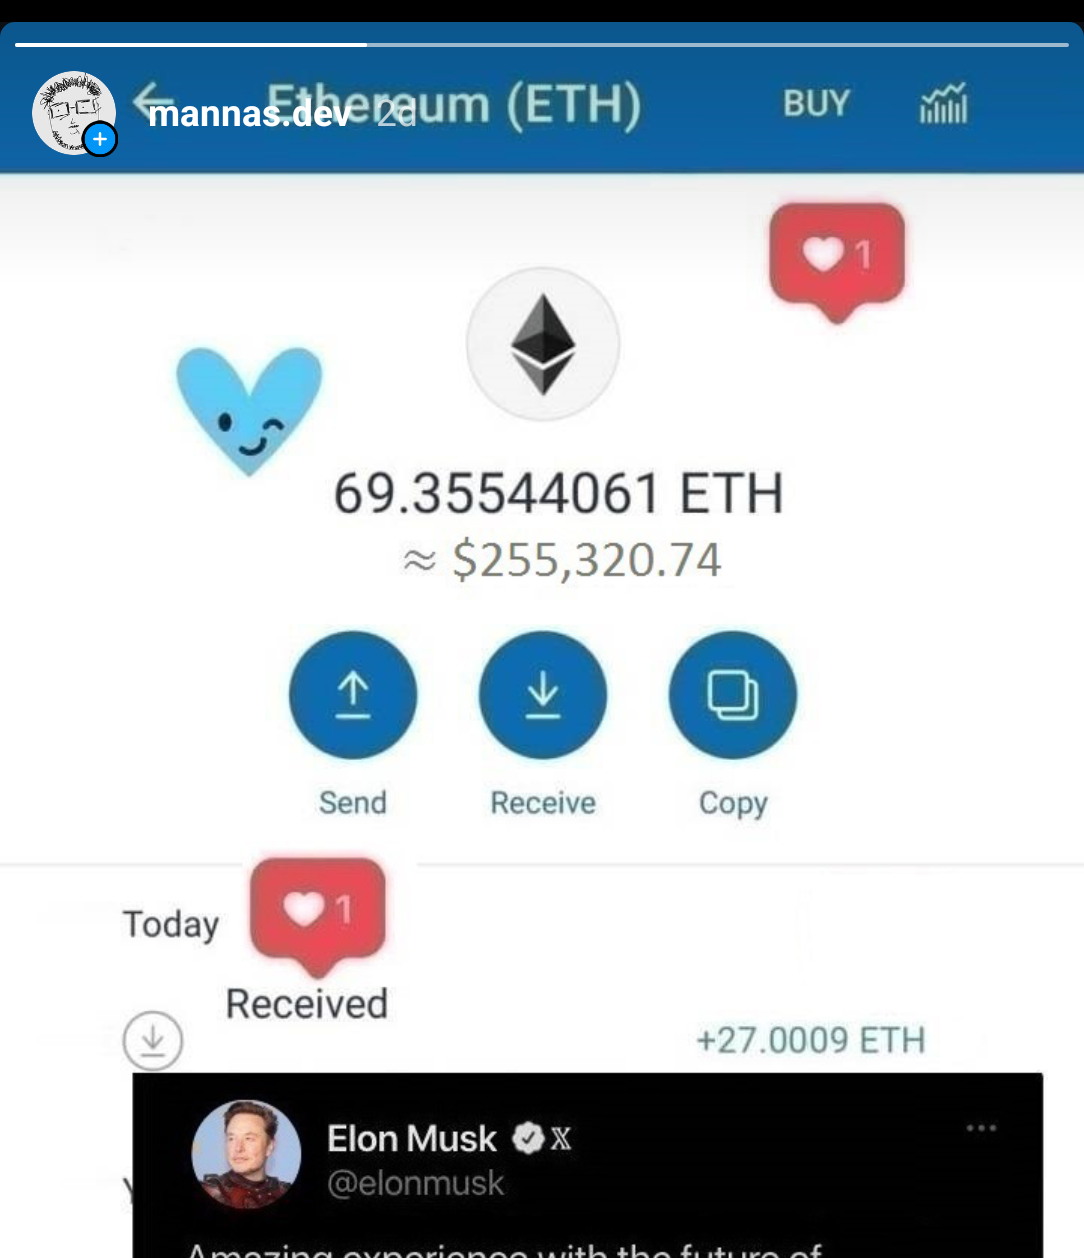 Ethereum (ETH) BUY
mannas.dev 2d
1
69.35544061 ETH
≈ $255,320.74
Send Receive Copy
Today
1
Received
+27.0009 ETH
Elon Musk X
@elonmusk
Amazing experience with the future of